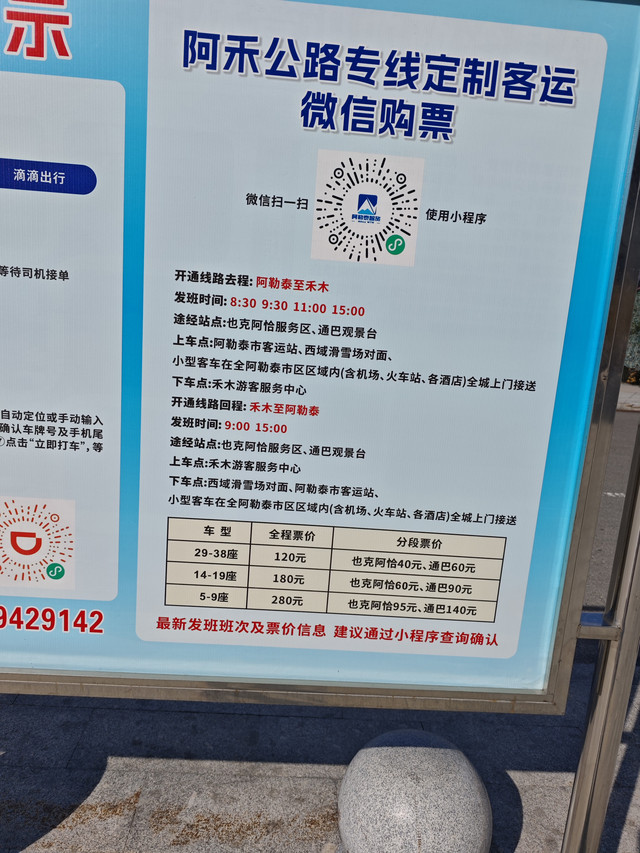 示
滴滴出行
等待司机接单
自动定位或手动输入
确认车牌号及手机尾
点击“立即打车”，等
9429142
阿禾公路专线定制客运
微信购票
微信扫一扫
使用小程序
开通线路去程:阿勒泰至禾木
发班时间:8:30 9:30 11:00 15:00
途经站点:也克阿恰服务区、通巴观景台
上车点:阿勒泰市客运站、西域滑雪场对面、
小型客车在全阿勒泰市区区域内(含机场、火车站、各酒店)全城上门接送
下车点:禾木游客服务中心
开通线路回程:禾木至阿勒泰
发班时间:9:00 15:00
途经站点:也克阿恰服务区、通巴观景台
上车点:禾木游客服务中心
下车点:西域滑雪场对面、阿勒泰市客运站、
小型客车在全阿勒泰市区区域内(含机场、火车站、各酒店)全城上门接送
车 型 全程票价 分段票价
29-38座 120元 也克阿恰40元、通巴60元
14-19座 180元 也克阿恰60元、通巴90元
5-9座 280元 也克阿恰95元、通巴140元
最新发班班次及票价信息 建议通过小程序查询确认